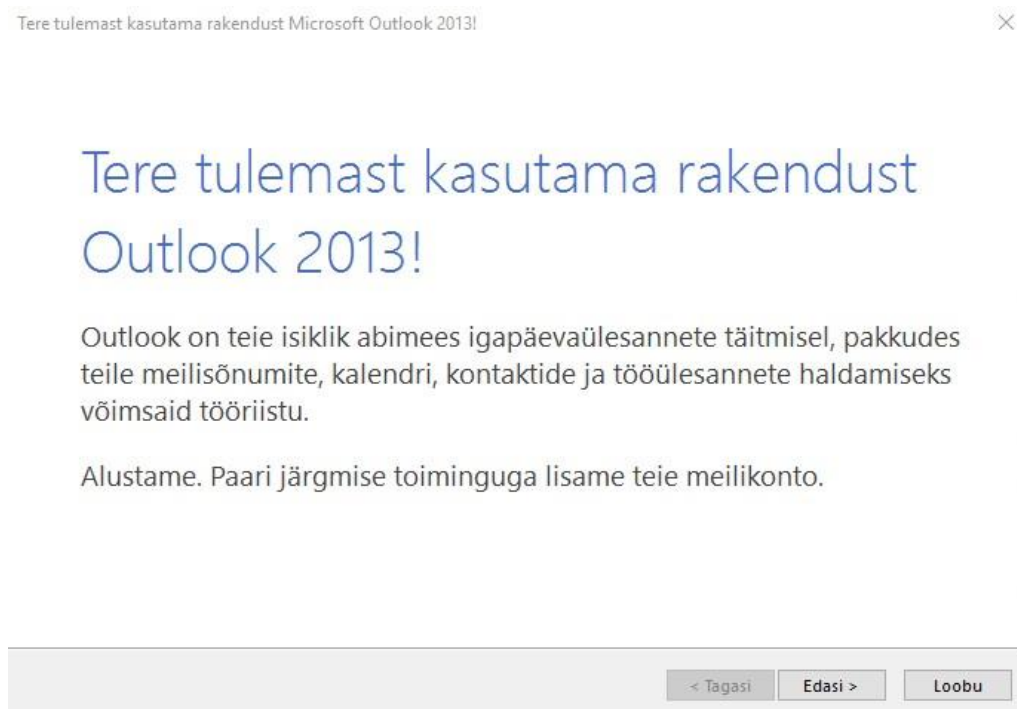 Tere tulemast kasutama rakendust Microsoft Outlook 2013!
Tere tulemast kasutama rakendust
Outlook 2013!
Outlook on teie isiklik abimees igapäevaülesannete täitmisel, pakkudes
teile meilisõnumite, kalendri, kontaktide ja tööülesannete haldamiseks
võimsaid tööriistu.
Alustame. Paari järgmise toiminguga lisame teie meilikonto.
< Tagasi Edasi > Loobu